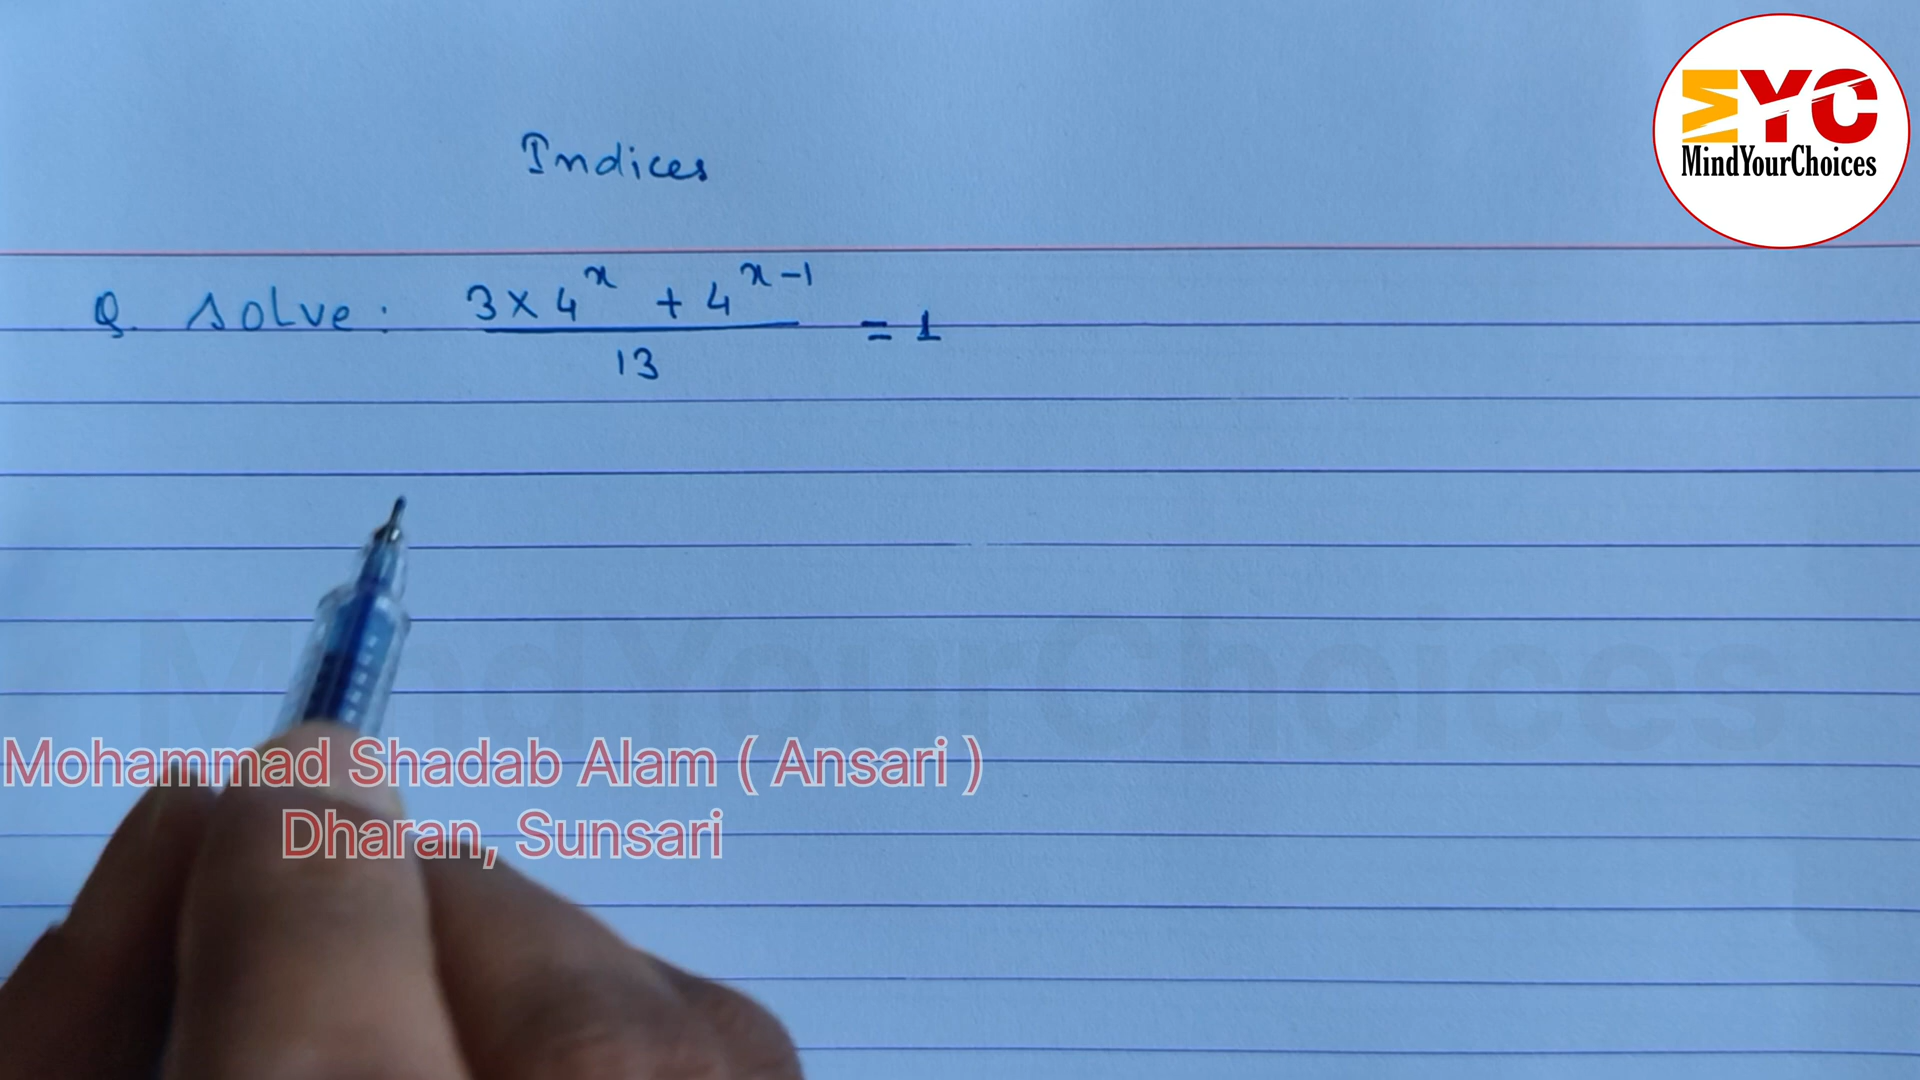 MYC
MindYourChoices
Indices
Q. Solve: 3 × 4^x + 4^(x-1) / 13 = 1
MindYourChoices
Mohammad Shadab Alam ( Ansari )
Dharan, Sunsari